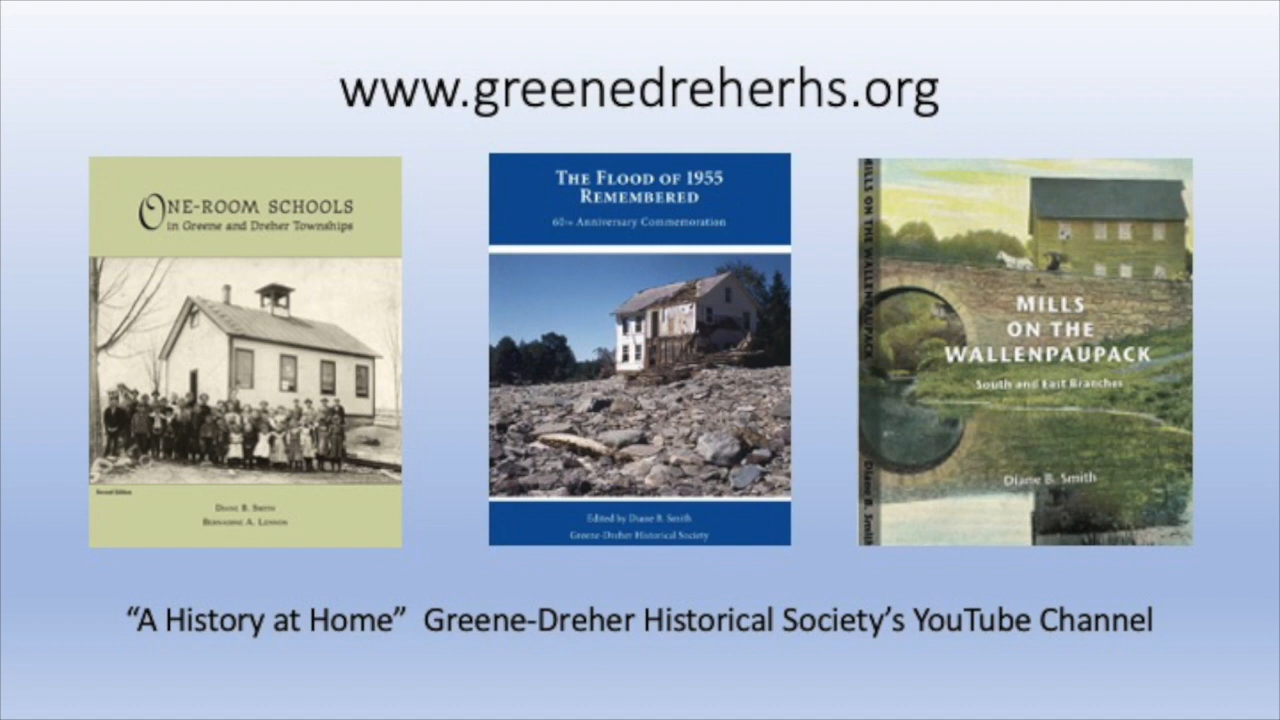 www.greenedreherhs.org
ONE-ROOM SCHOOLS
in Greene and Dreher Townships
Second Edition
DIANE B. SMITH
BERNADINE A. LENNON
THE FLOOD OF 1955
REMEMBERED
60TH Anniversary Commemoration
Edited by Diane B. Smith
Greene-Dreher Historical Society
MILLS ON THE WALLENPAUPACK
Diane B. Smith
MILLS
ON THE
WALLENPAUPACK
South and East Branches
Diane B. Smith
“A History at Home” Greene-Dreher Historical Society’s YouTube Channel